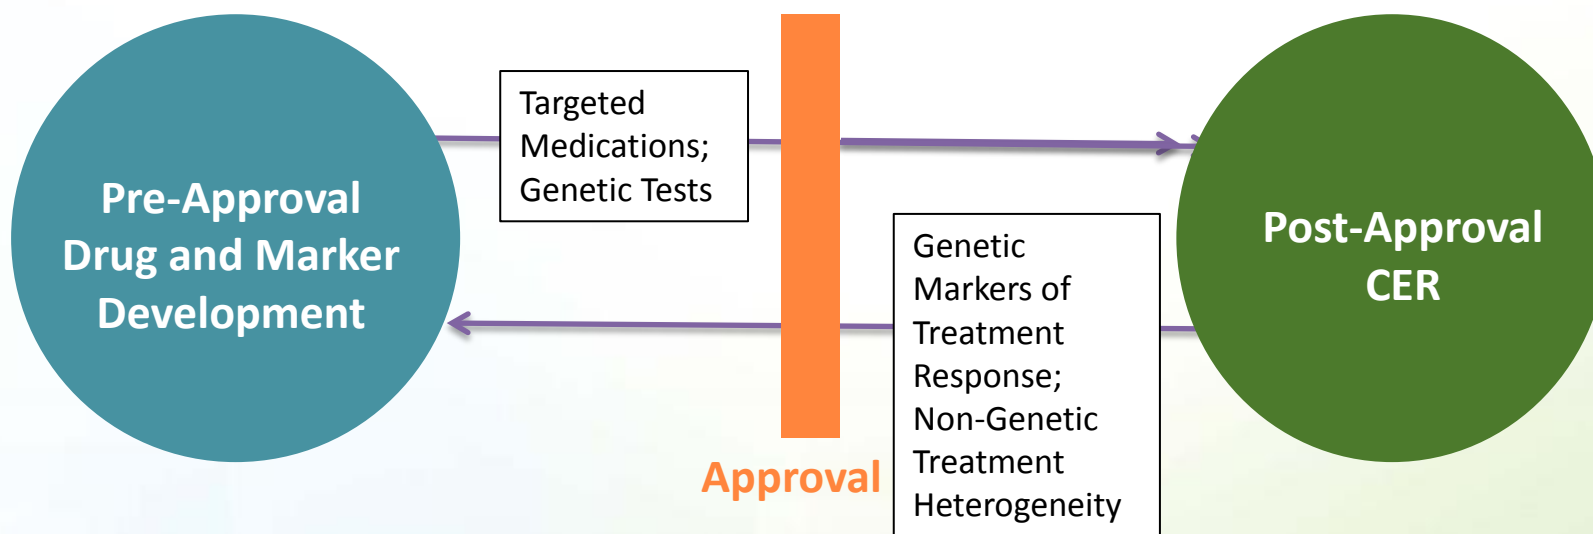 Pre-Approval
Drug and Marker
Development
Targeted
Medications;
Genetic Tests
Approval
Genetic
Markers of
Treatment
Response;
Non-Genetic
Treatment
Heterogeneity
Post-Approval
CER